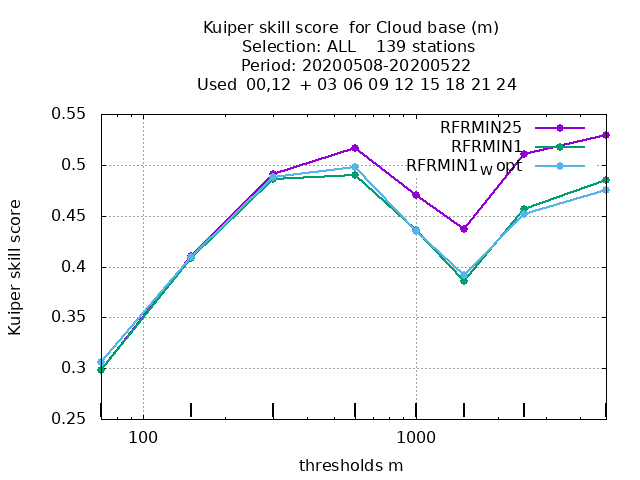 Kuiper skill score  for Cloud base (m)
Selection: ALL    139 stations
Period: 20200508-20200522
Used  00,12  + 03 06 09 12 15 18 21 24
RFRMIN25
RFRMIN1
RFRMIN1w opt
0.55
0.5
0.45
0.4
0.35
0.3
0.25
Kuiper skill score
100 1000
thresholds m